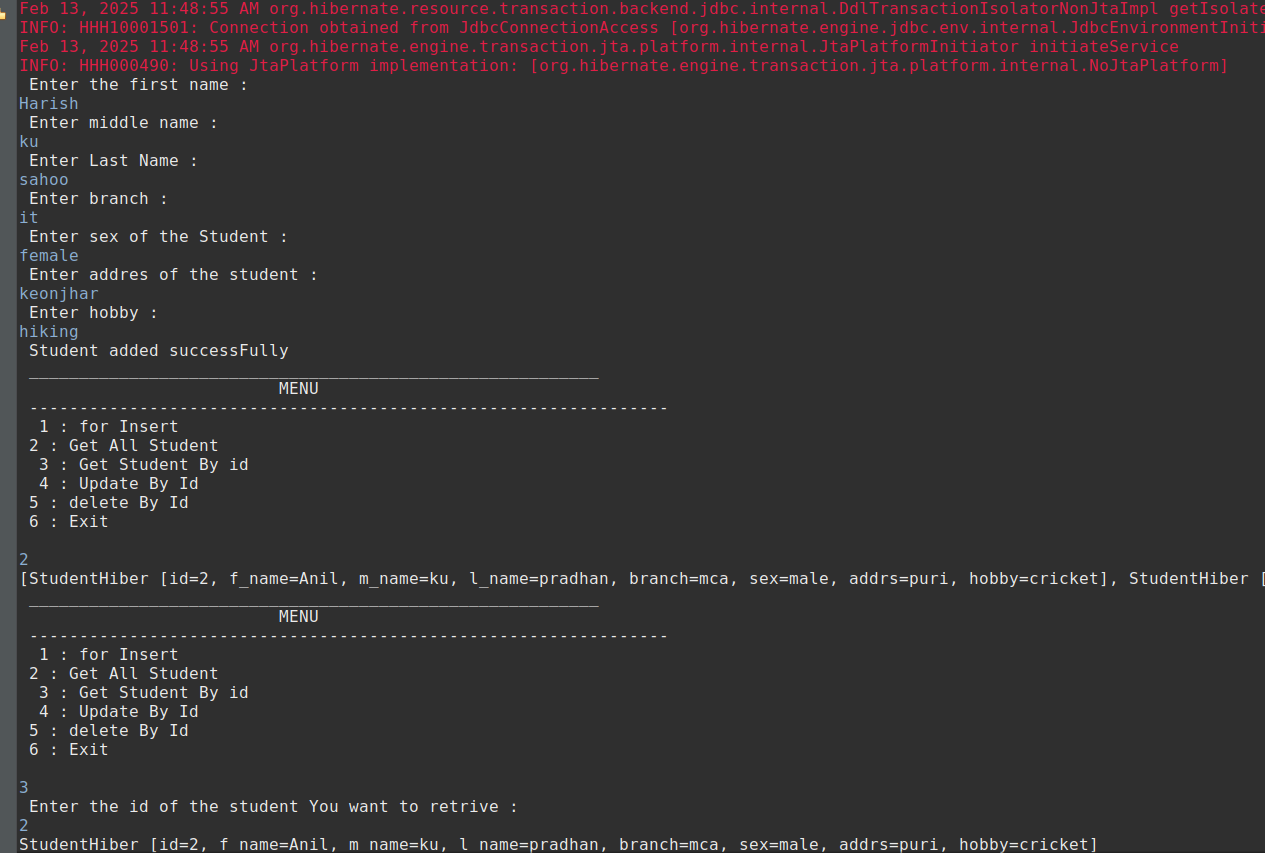 Feb 13, 2025 11:48:55 AM org.hibernate.resource.transaction.backend.jdbc.internal.DdlTransactionIsolatorNonJtaImpl getIsolate
INFO: HHH10001501: Connection obtained from JdbcConnectionAccess [org.hibernate.engine.jdbc.env.internal.JdbcEnvironmentIniti
Feb 13, 2025 11:48:55 AM org.hibernate.engine.transaction.jta.platform.internal.JtaPlatformInitiator initiateService
INFO: HHH000490: Using JtaPlatform implementation: [org.hibernate.engine.transaction.jta.platform.internal.NoJtaPlatform]
 Enter the first name :
Harish
 Enter middle name :
ku
 Enter Last Name :
sahoo
 Enter branch :
it
 Enter sex of the Student :
female
 Enter addres of the student :
keonjhar
 Enter hobby :
hiking
 Student added successFully
 _________________________________________________________
                          MENU
 ----------------------------------------------------------------
  1 : for Insert
 2 : Get All Student
  3 : Get Student By id
  4 : Update By Id
 5 : delete By Id
 6 : Exit
2
[StudentHiber [id=2, f_name=Anil, m_name=ku, l_name=pradhan, branch=mca, sex=male, addrs=puri, hobby=cricket], StudentHiber [
 _________________________________________________________
                          MENU
 ----------------------------------------------------------------
  1 : for Insert
 2 : Get All Student
  3 : Get Student By id
  4 : Update By Id
 5 : delete By Id
 6 : Exit
3
 Enter the id of the student You want to retrive :
2
StudentHiber [id=2, f_name=Anil, m_name=ku, l_name=pradhan, branch=mca, sex=male, addrs=puri, hobby=cricket]